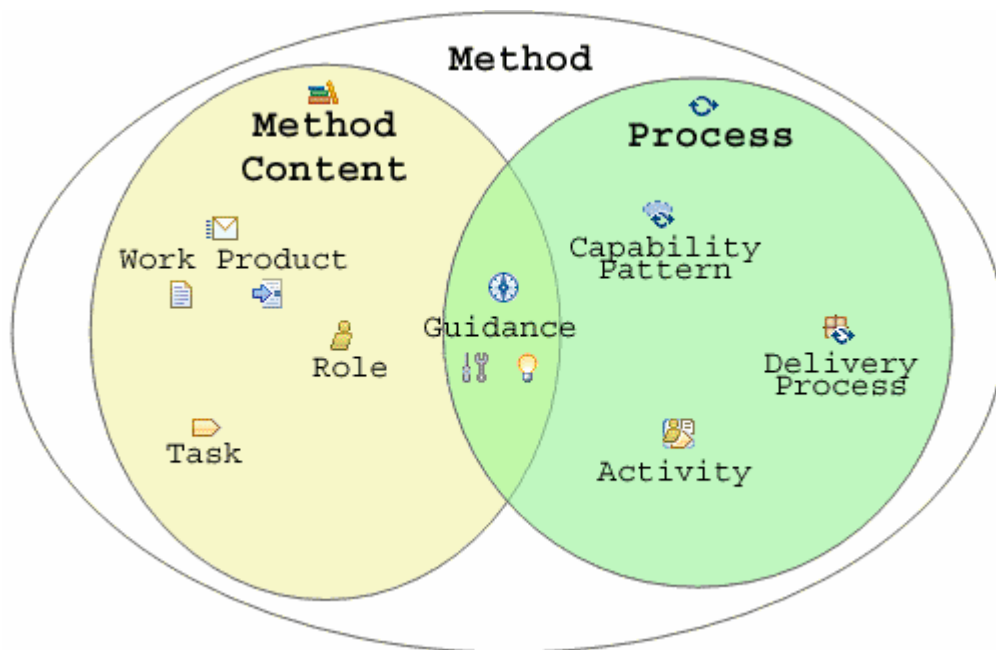 Method
Method
Content
Process
Work Product
Role
Task
Guidance
Capability
Pattern
Delivery
Process
Activity